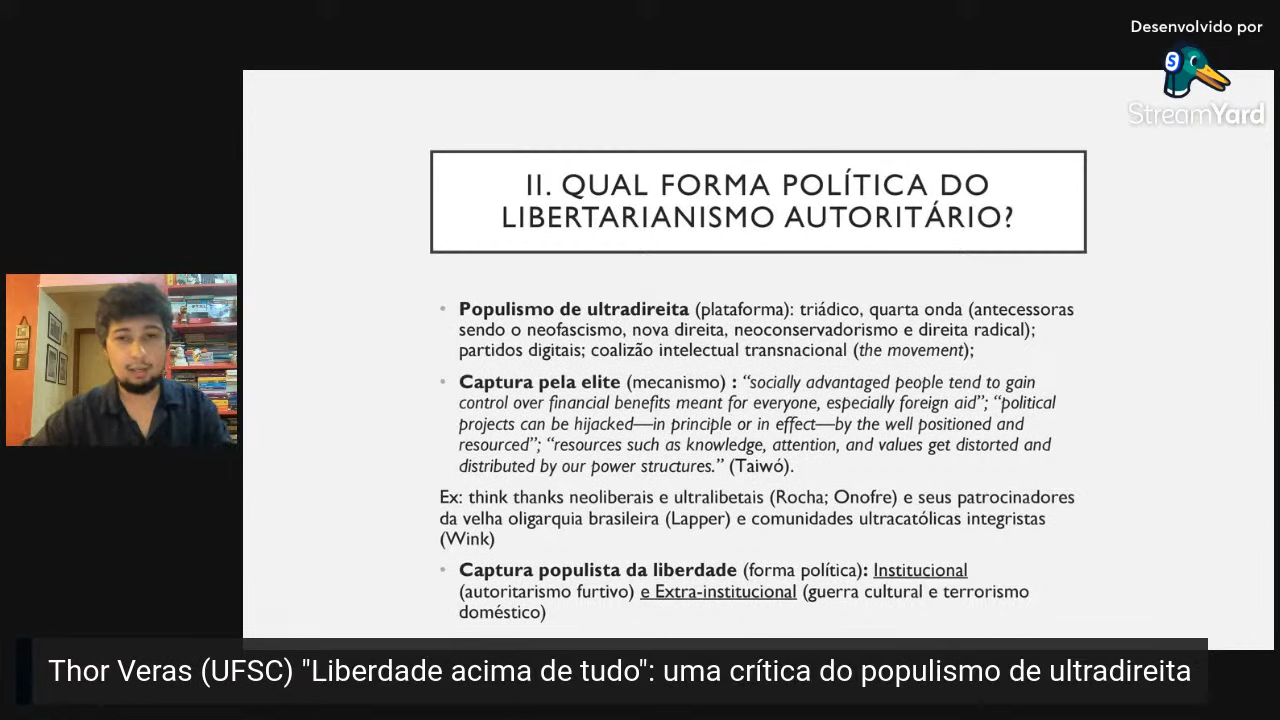 Desenvolvido por
StreamYard
II. QUAL FORMA POLÍTICA DO
LIBERTARIANISMO AUTORITÁRIO?
• Populismo de ultradireita (plataforma): triádico, quarta onda (antecessoras
sendo o neofascismo, nova direita, neoconservadorismo e direita radical);
partidos digitais; coalizão intelectual transnacional (the movement);
• Captura pela elite (mecanismo) : “socially advantaged people tend to gain
control over financial benefits meant for everyone, especially foreign aid”; “political
projects can be hijacked—in principle or in effect—by the well positioned and
resourced”; “resources such as knowledge, attention, and values get distorted and
distributed by our power structures.” (Taiwó).
Ex: think thanks neoliberais e ultralibetais (Rocha; Onofre) e seus patrocinadores
da velha oligarquia brasileira (Lapper) e comunidades ultracatólicas integristas
(Wink)
• Captura populista da liberdade (forma política): Institucional
(autoritarismo furtivo) e Extra-institucional (guerra cultural e terrorismo
doméstico)
Thor Veras (UFSC) "Liberdade acima de tudo": uma crítica do populismo de ultradireita